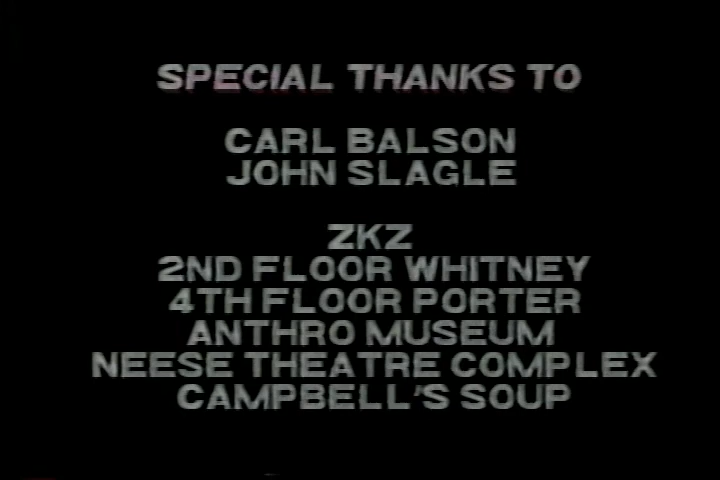 SPECIAL THANKS TO
CARL BALSON
JOHN SLAGLE
ZKZ
2ND FLOOR WHITNEY
4TH FLOOR PORTER
ANTHRO MUSEUM
NEESE THEATRE COMPLEX
CAMPBELL'S SOUP